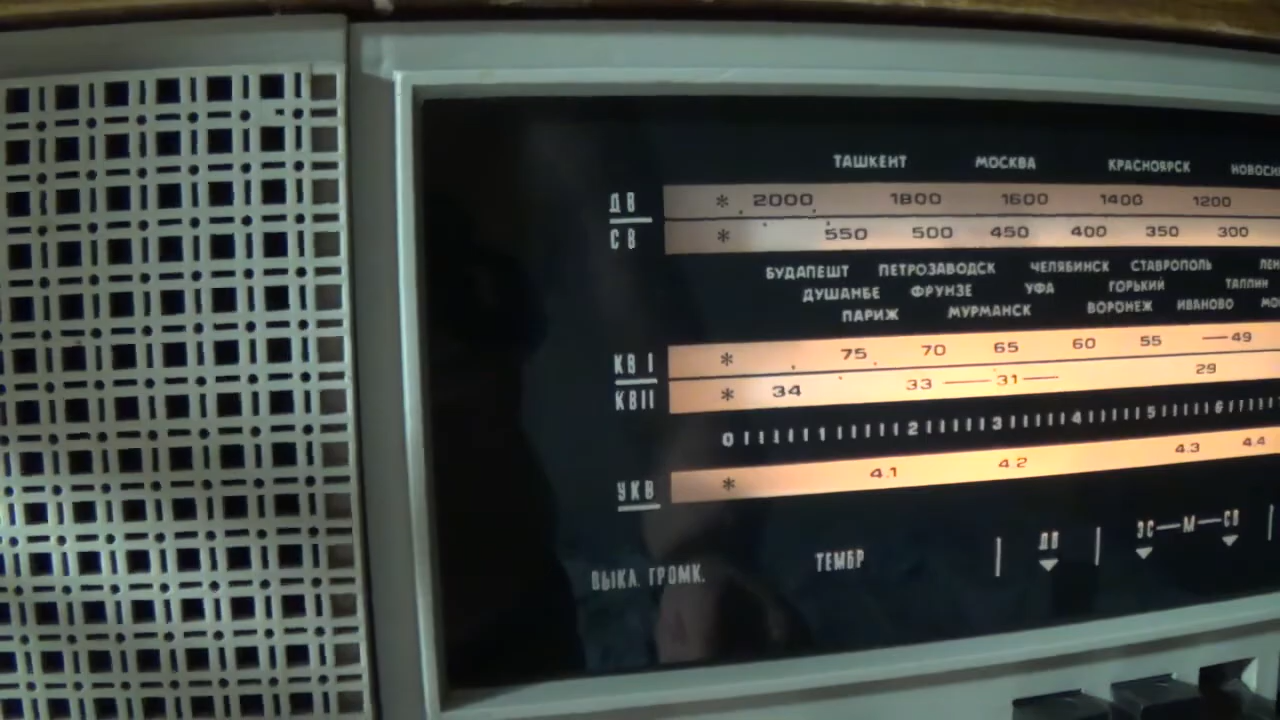 ТАШКЕНТ МОСКВА КРАСНОЯРСК
ДВ * 2000 1800 1600 1400 1200
СВ * 550 500 450 400 350 300
БУДАПЕШТ ПЕТРОЗАВОДСК ЧЕЛЯБИНСК СТАВРОПОЛЬ
ДУШАНБЕ ФРУНЗЕ УФА ГОРЬКИЙ ТАЛЛИН
ПАРИЖ МУРМАНСК ВОРОНЕЖ ИВАНОВО
КВ I * 75 70 65 60 55 — 49
КВ II * 34 33 — 31 — 29
0 1 2 3 4 5 6
УКВ * 4.1 4.2 4.3 4.4
ВЫКЛ. ГРОМК. ТЕМБР ДВ ЗС — М — СВ